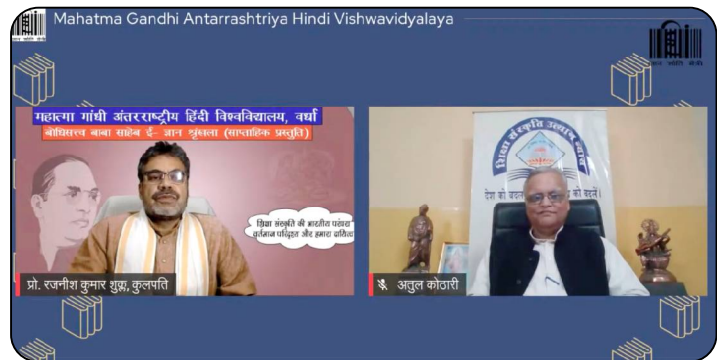 Mahatma Gandhi Antarrashtriya Hindi Vishwavidyalaya
महात्मा गांधी अंतरराष्ट्रीय हिंदी विश्वविद्यालय, वर्धा
बोधिसत्व बाबा साहेब ई- ज्ञान श्रृंखला (साप्ताहिक प्रस्तुति)
शिक्षा संस्कृति की भारतीय परंपरा
वर्तमान परिदृश्य और हमारा दायित्व
प्रो. रजनीश कुमार शुक्ल, कुलपति
शिक्षा संस्कृति उत्थान न्यास
देश को बदल को बदलें
अतुल कोठारी